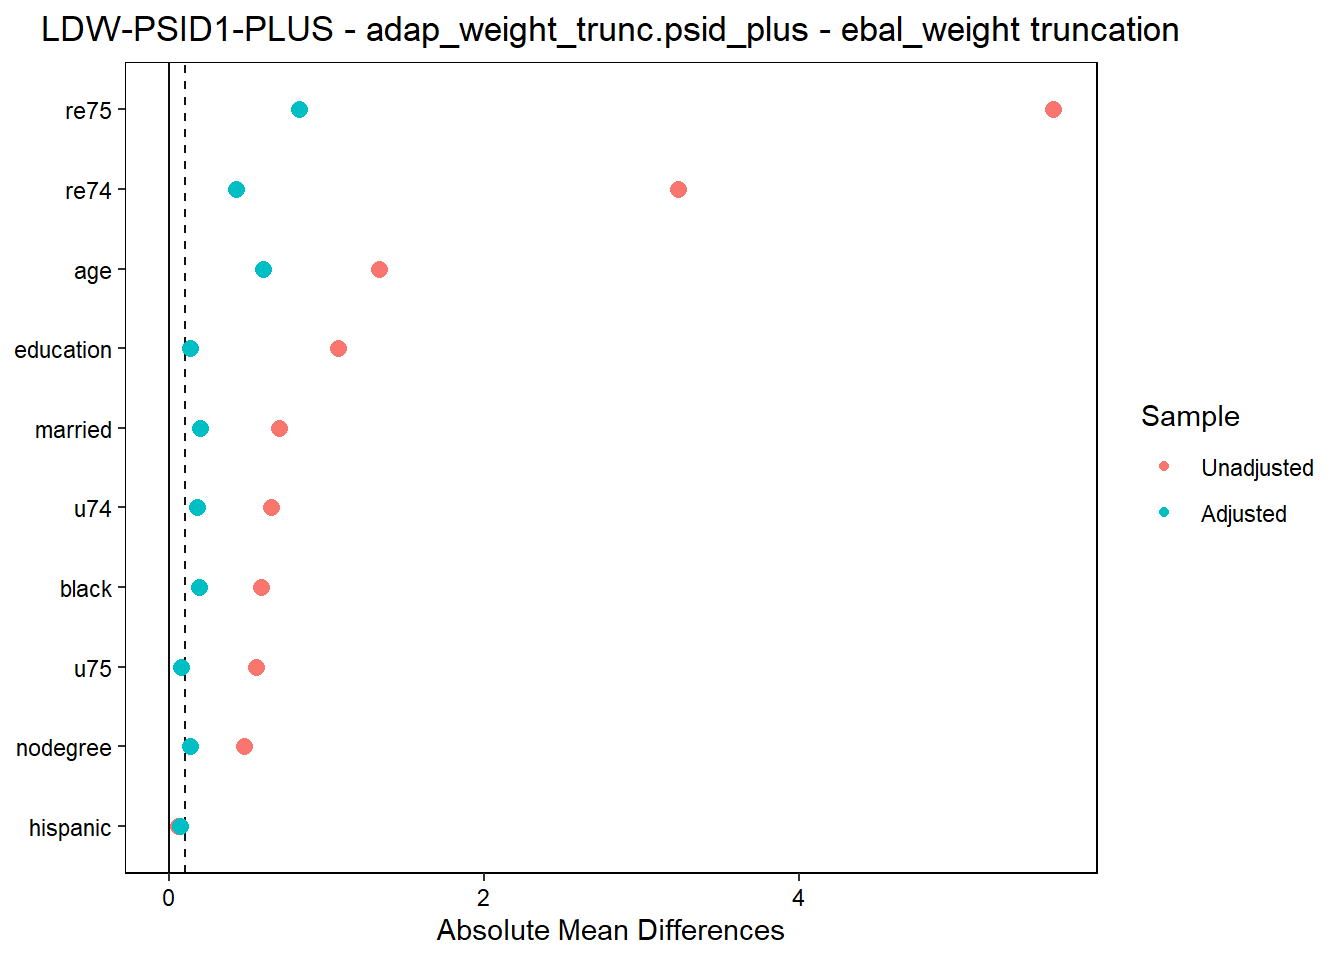 LDW-PSID1-PLUS - adap_weight_trunc.psid_plus - ebal_weight truncation
re75
re74
age
education
married
u74
black
u75
nodegree
hispanic
0
2
4
Absolute Mean Differences
Sample
Unadjusted
Adjusted